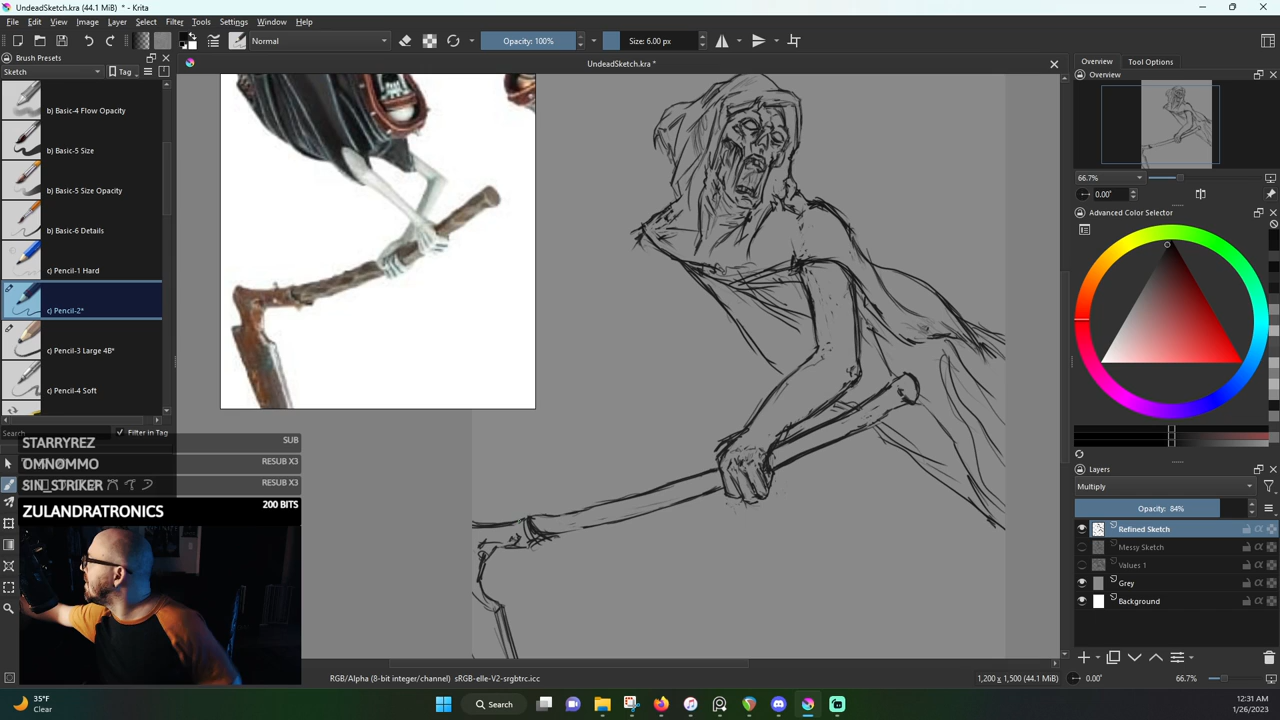 UndeadSketch.kra (44.1 MiB) * - Krita
File Edit View Image Layer Select Filter Tools Settings Window Help
Normal
Opacity: 100%
Size: 6.00 px
Brush Presets
Sketch
Tag
b) Basic-4 Flow Opacity
b) Basic-5 Size
b) Basic-5 Size Opacity
b) Basic-6 Details
c) Pencil-1 Hard
c) Pencil-2*
c) Pencil-3 Large 4B*
c) Pencil-4 Soft
Search
Filter in Tag
STARRYREZ SUB
OMNOMMO RESUB X3
SIN_STRIKER RESUB X3
ZULANDRATRONICS 200 BITS
UndeadSketch.kra *
Overview Tool Options
Overview
66.7%
0.00°
Advanced Color Selector
Layers
Multiply
Opacity: 84%
Refined Sketch
Messy Sketch
Values 1
Grey
Background
RGB/Alpha (8-bit integer/channel) sRGB-elle-V2-srgbtrc.icc
1,200 x 1,500 (44.1 MiB)
0.00°
66.7%
35°F
Clear
Search
12:31 AM
1/26/2023